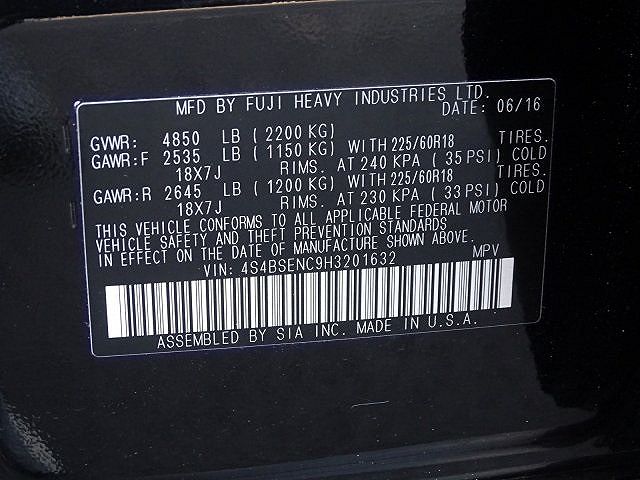 MFD BY FUJI HEAVY INDUSTRIES LTD.
DATE: 06/16
GVWR: 4850 LB (2200 KG)
GAWR:F 2535 LB (1150 KG) WITH 225/60R18 TIRES.
18X7J RIMS. AT 240 KPA (35 PSI) COLD
GAWR:R 2645 LB (1200 KG) WITH 225/60R18 TIRES.
18X7J RIMS. AT 230 KPA (33 PSI) COLD
THIS VEHICLE CONFORMS TO ALL APPLICABLE FEDERAL MOTOR
VEHICLE SAFETY AND THEFT PREVENTION STANDARDS
IN EFFECT ON THE DATE OF MANUFACTURE SHOWN ABOVE.
VIN: 4S4BSENC9H3201632 MPV
ASSEMBLED BY SIA INC. MADE IN U.S.A.